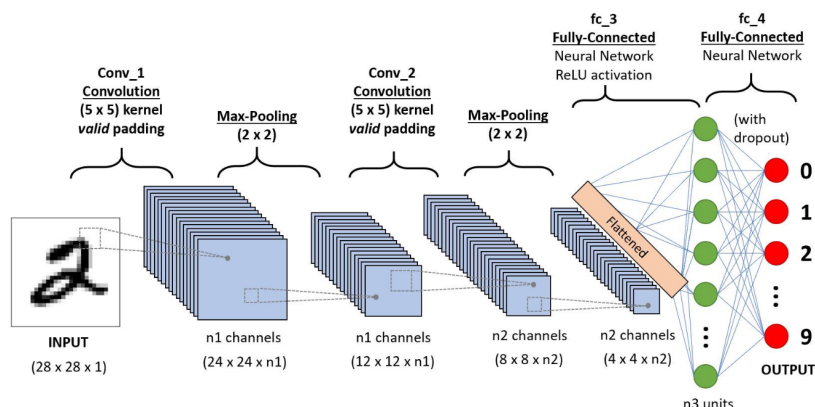 fc_3
Fully-Connected
Neural Network
ReLU activation
fc_4
Fully-Connected
Neural Network
Conv_1
Convolution
(5 x 5) kernel
valid padding
Max-Pooling
(2 x 2)
Conv_2
Convolution
(5 x 5) kernel
valid padding
Max-Pooling
(2 x 2)
(with
dropout)
2
Flattened
0
1
2
9
INPUT
(28 x 28 x 1)
n1 channels
(24 x 24 x n1)
n1 channels
(12 x 12 x n1)
n2 channels
(8 x 8 x n2)
n2 channels
(4 x 4 x n2)
OUTPUT
n3 units